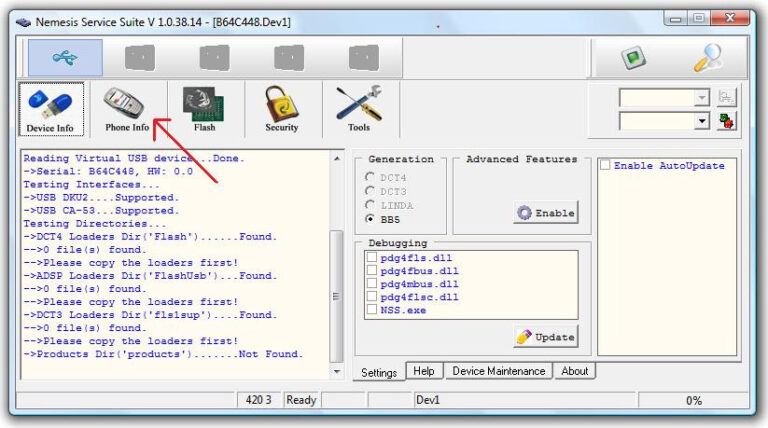 Nemesis Service Suite V 1.0.38.14 - [B64C448.Dev1]
Device Info
Phone Info
Flash
Security
Tools
Reading Virtual USB device...Done.
->Serial: B64C448, HW: 0.0
Testing Interfaces...
->USB DKU2....Supported.
->USB CA-53...Supported.
Testing Directories...
->DCT4 Loaders Dir('Flash')......Found.
-->0 file(s) found.
-->Please copy the loaders first!
->ADSP Loaders Dir('FlashUsb')...Found.
-->0 file(s) found.
-->Please copy the loaders first!
->DCT3 Loaders Dir('fls1sup')....Found.
-->0 file(s) found.
-->Please copy the loaders first!
->Products Dir('products').......Not Found.
Generation
DCT4
DCT3
LINDA
BB5
Advanced Features
Enable
Debugging
pdg4fls.dll
pdg4fbus.dll
pdg4mbus.dll
pdg4flsc.dll
NSS.exe
Update
Enable AutoUpdate
Settings
Help
Device Maintenance
About
420 3
Ready
Dev1
0%